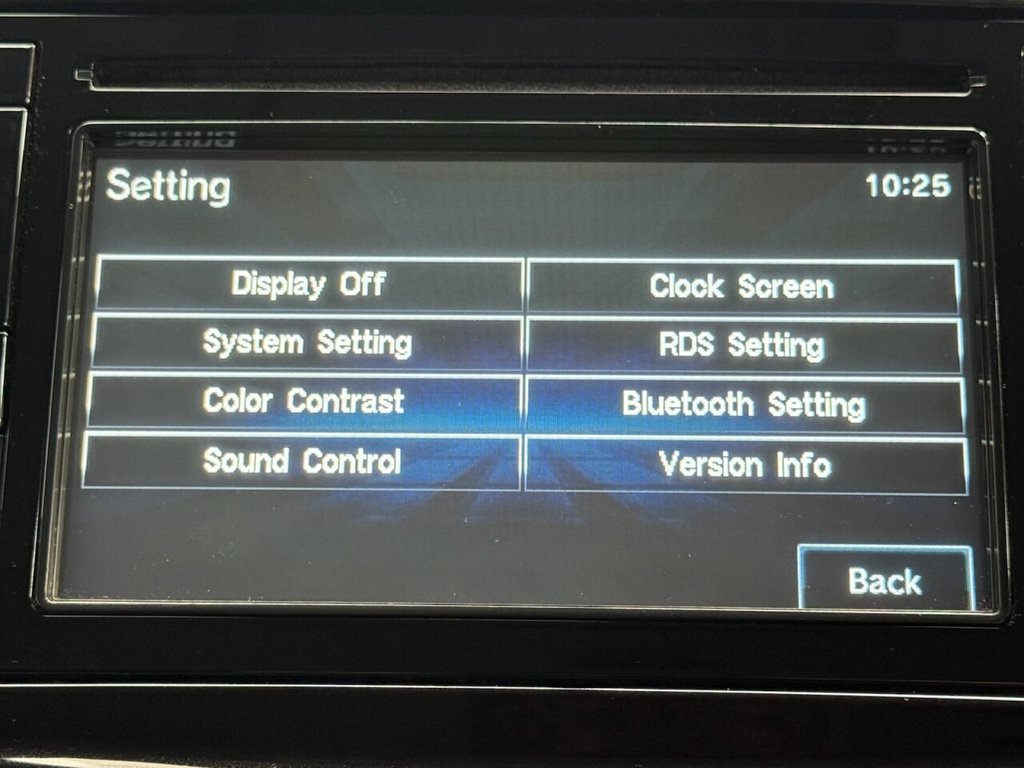 Setting 10:25
Display Off Clock Screen
System Setting RDS Setting
Color Contrast Bluetooth Setting
Sound Control Version Info
Back